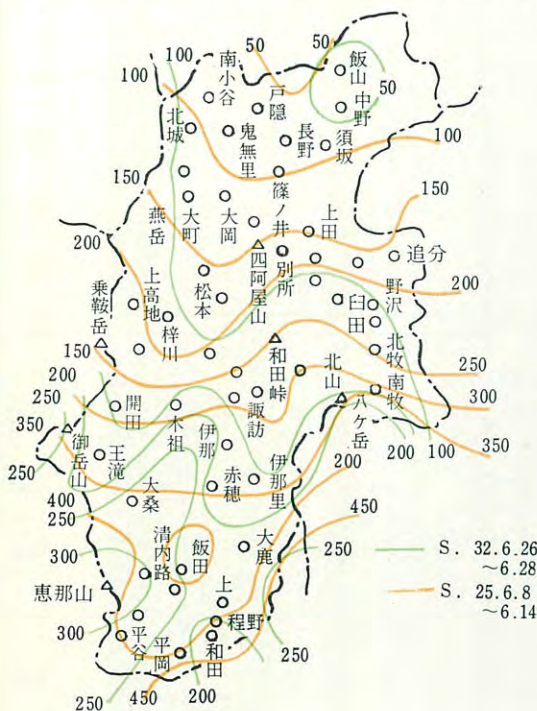 50
50
100
100
南小谷
飯山
戸隠
50
中野
北城
鬼無里
長野
須坂
100
150
篠ノ井
150
燕岳
大町
大岡
上田
200
四阿屋山
別所
追分
乗鞍岳
上高地
松本
200
野沢
臼田
梓川
150
和田峠
北山
北牧
250
200
250
南牧
300
350
開田
木祖
諏訪
八ケ岳
伊那
350
御岳山
王滝
伊那里
200
100
250
赤穂
200
400
大桑
450
250
清内路
飯田
大鹿
300
250
S. 32.6.26
～6.28
恵那山
上
S. 25.6.8
～6.14
程野
300
平谷
平岡
和田
250
250
450
200